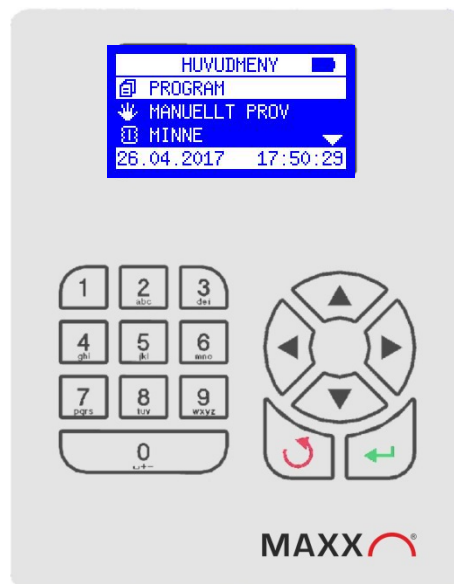 HUVUDMENY
PROGRAM
MANUELLT PROV
MINNE
26.04.2017 17:50:29
1 2 3
abc def
4 5 6
ghi jkl mno
7 8 9
pqrs tuv wxyz
0
MAXX®